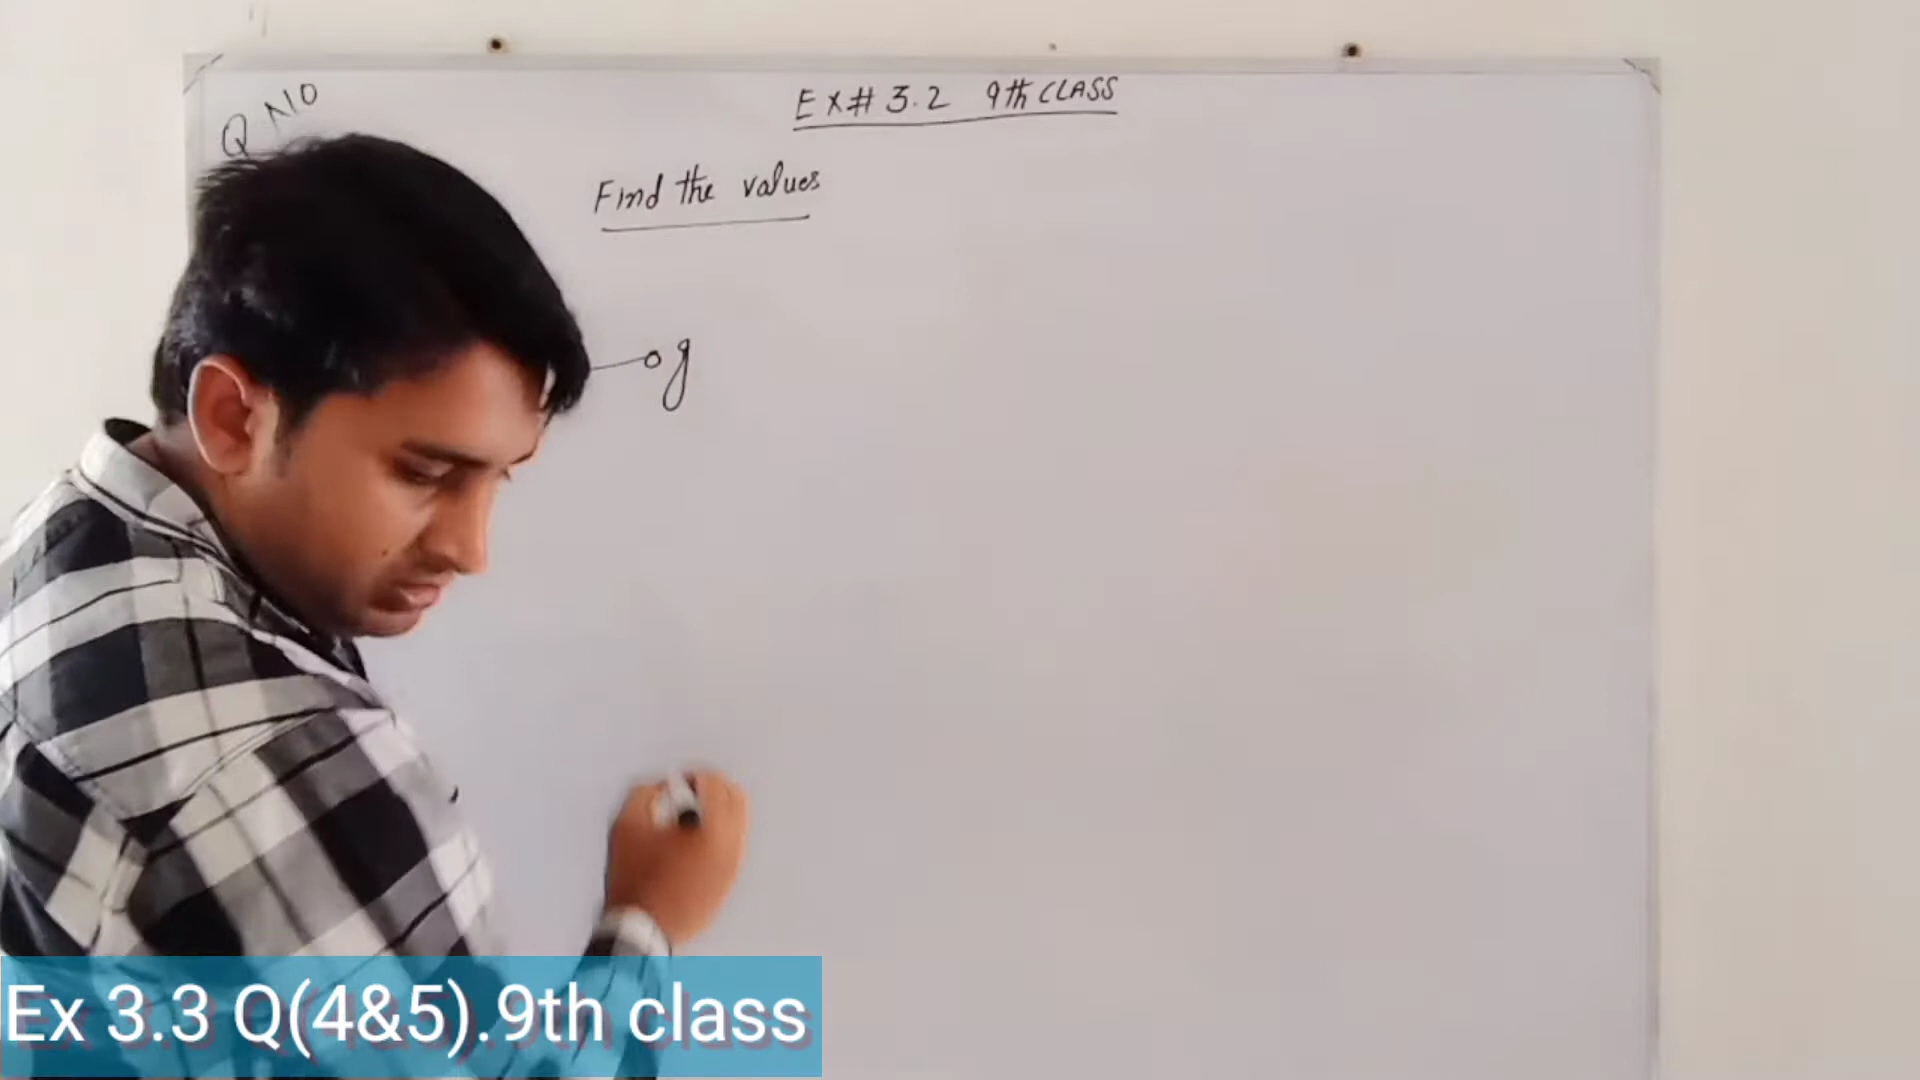 Q NO
EX# 3.2 9th CLASS
Find the values
og
Ex 3.3 Q(4&5).9th class